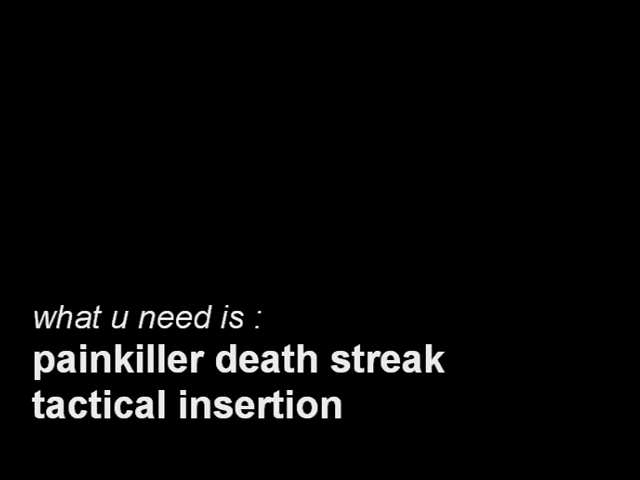 what u need is :
painkiller death streak
tactical insertion